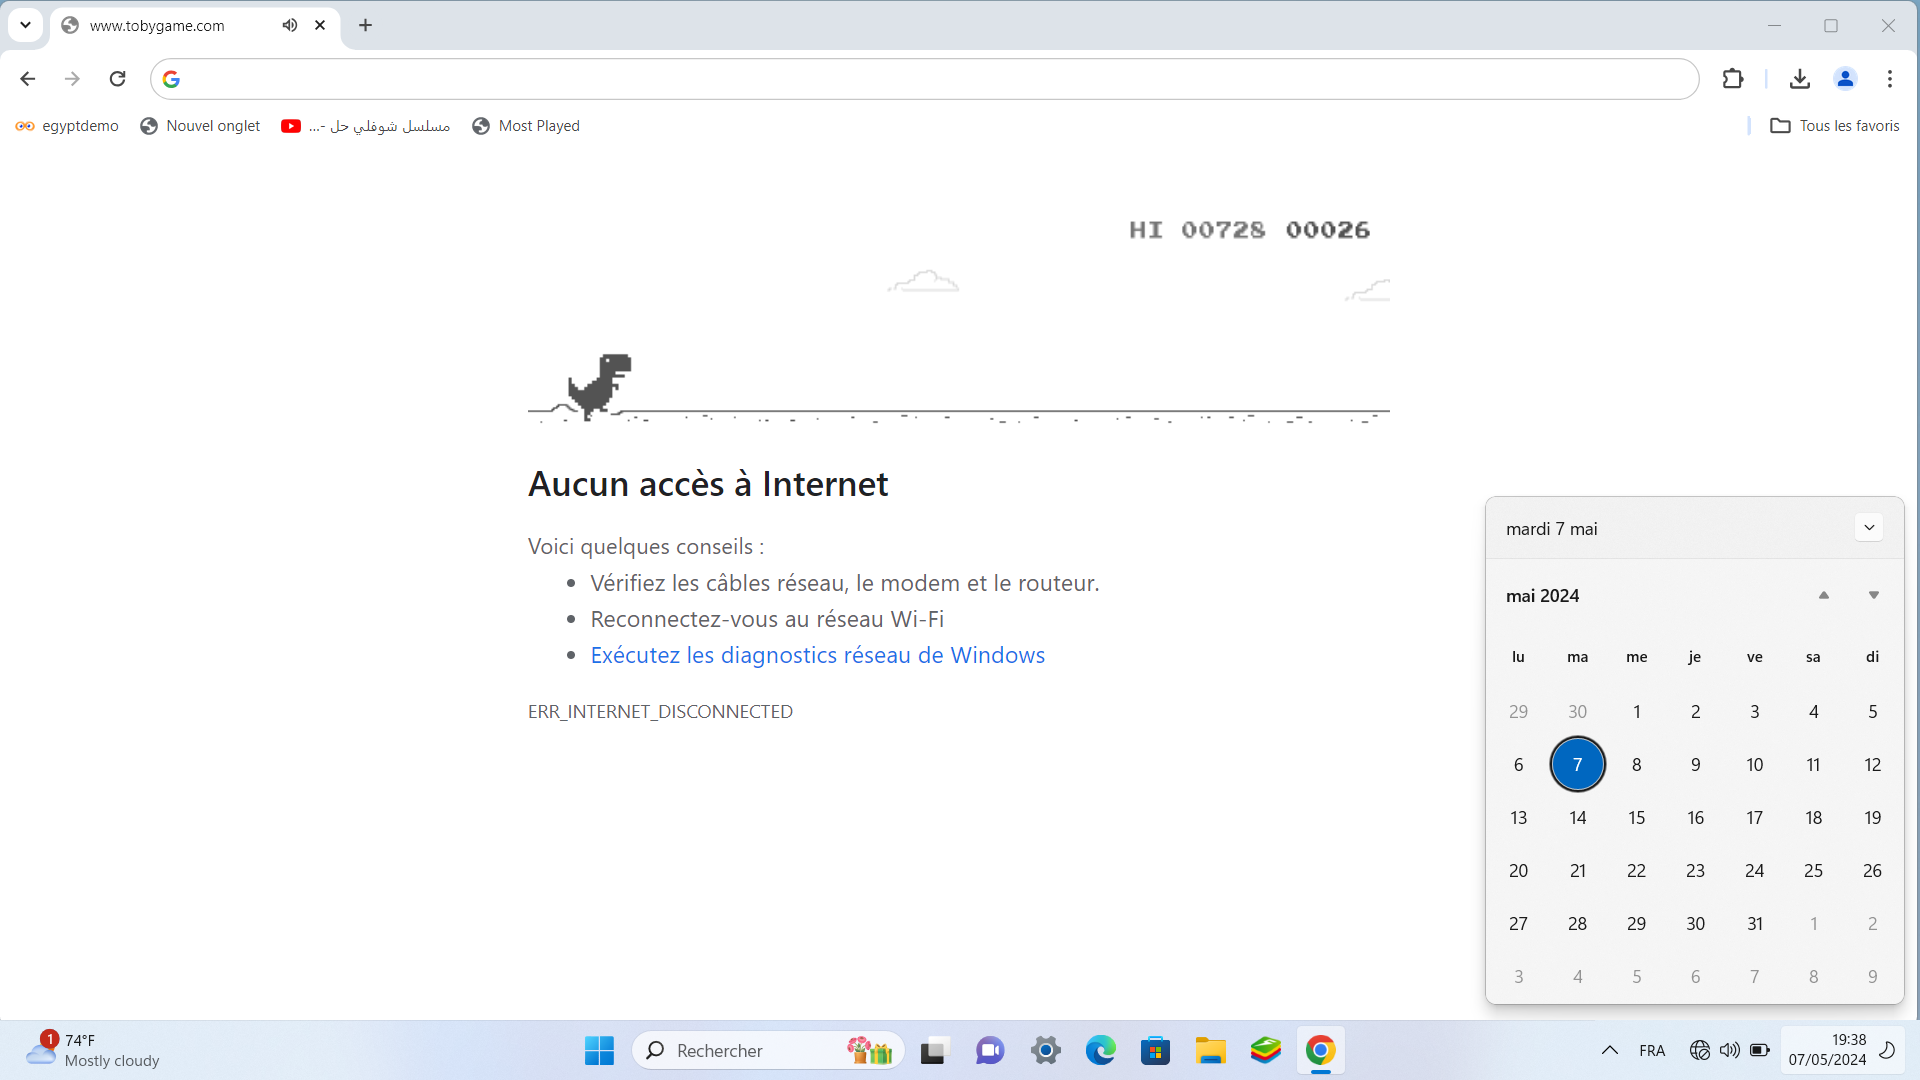 www.tobygame.com
egyptdemo
Nouvel onglet
مسلسل شوفلي حل -...
Most Played
Tous les favoris
HI 00728 00026
Aucun accès à Internet
Voici quelques conseils :
Vérifiez les câbles réseau, le modem et le routeur.
Reconnectez-vous au réseau Wi-Fi
Exécutez les diagnostics réseau de Windows
ERR_INTERNET_DISCONNECTED
mardi 7 mai
mai 2024
lu ma me je ve sa di
29 30 1 2 3 4 5
6 7 8 9 10 11 12
13 14 15 16 17 18 19
20 21 22 23 24 25 26
27 28 29 30 31 1 2
3 4 5 6 7 8 9
1
74°F
Mostly cloudy
Rechercher
FRA
19:38
07/05/2024